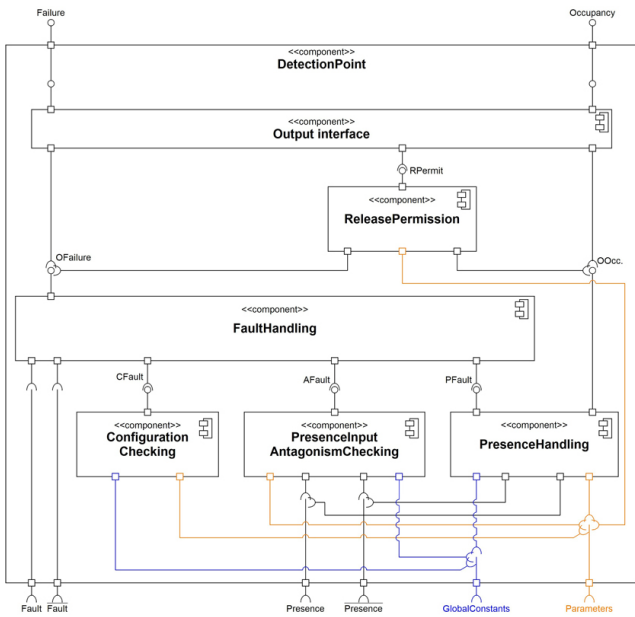 Failure
Occupancy
<<component>>
DetectionPoint
<<component>>
Output interface
RPermit
<<component>>
ReleasePermission
OFailure
OOcc.
<<component>>
FaultHandling
CFault
AFault
PFault
<<component>>
Configuration
Checking
<<component>>
PresenceInput
AntagonismChecking
<<component>>
PresenceHandling
Fault
Fault
Presence
Presence
GlobalConstants
Parameters